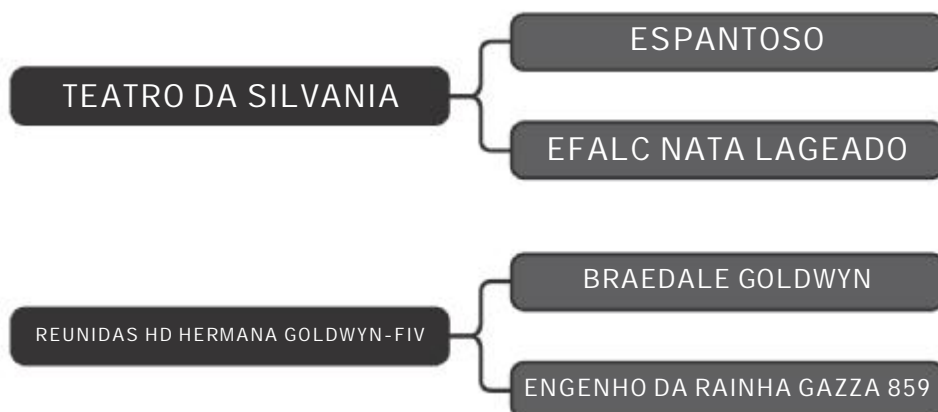 ESPANTOSO
TEATRO DA SILVANIA
EFALC NATA LAGEADO
BRAEDALE GOLDWYN
REUNIDAS HD HERMANA GOLDWYN-FIV
ENGENHO DA RAINHA GAZZA 859